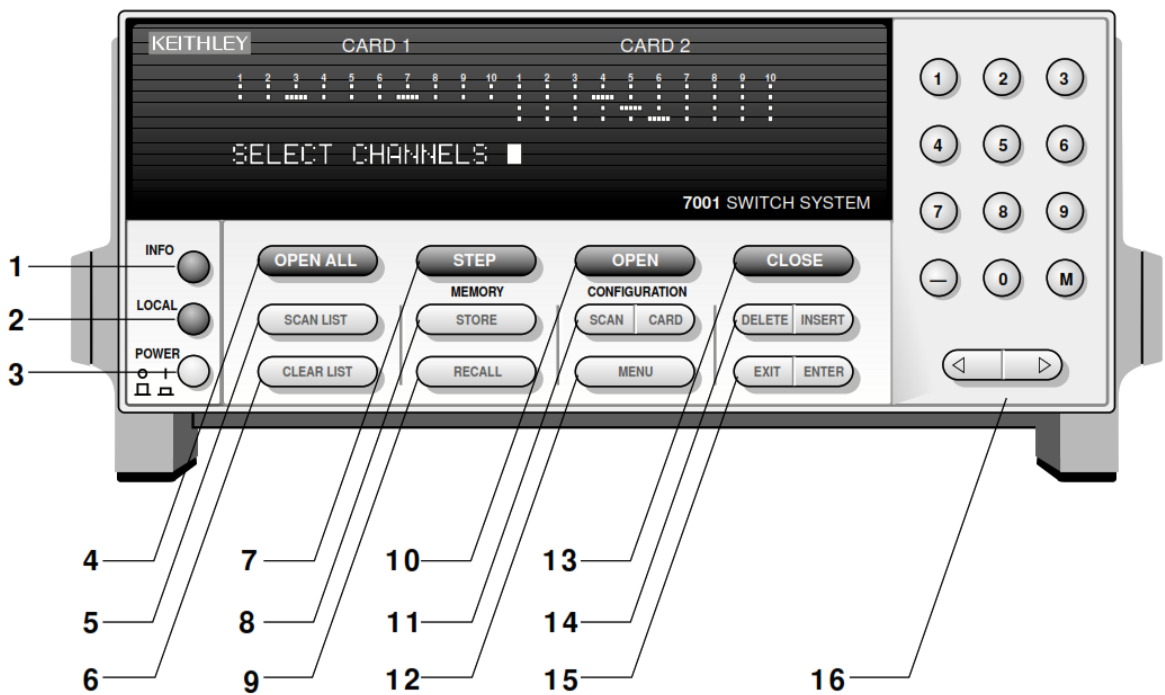 KEITHLEY CARD 1 CARD 2
1 2 3 4 5 6 7 8 9 10 1 2 3 4 5 6 7 8 9 10
SELECT CHANNELS
7001 SWITCH SYSTEM
1 2 3
4 5 6
7 8 9
— 0 M
INFO
LOCAL
POWER
OPEN ALL STEP OPEN CLOSE
MEMORY CONFIGURATION
SCAN LIST STORE SCAN CARD DELETE INSERT
CLEAR LIST RECALL MENU EXIT ENTER
1
2
3
4 7 10 13
5 8 11 14
6 9 12 15 16